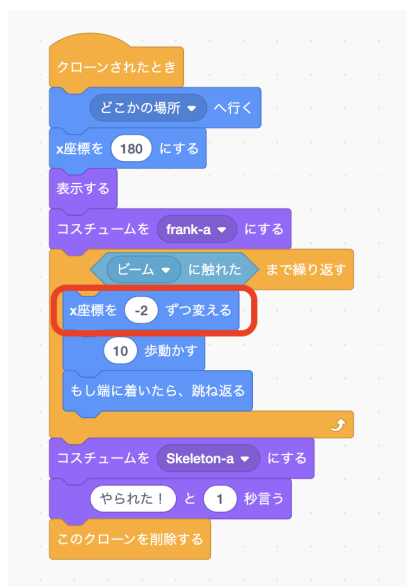 クローンされたとき
どこかの場所 へ行く
x座標を 180 にする
表示する
コスチュームを frank-a にする
ビーム に触れた まで繰り返す
x座標を -2 ずつ変える
10 歩動かす
もし端に着いたら、跳ね返る
コスチュームを Skeleton-a にする
やられた！ と 1 秒言う
このクローンを削除する